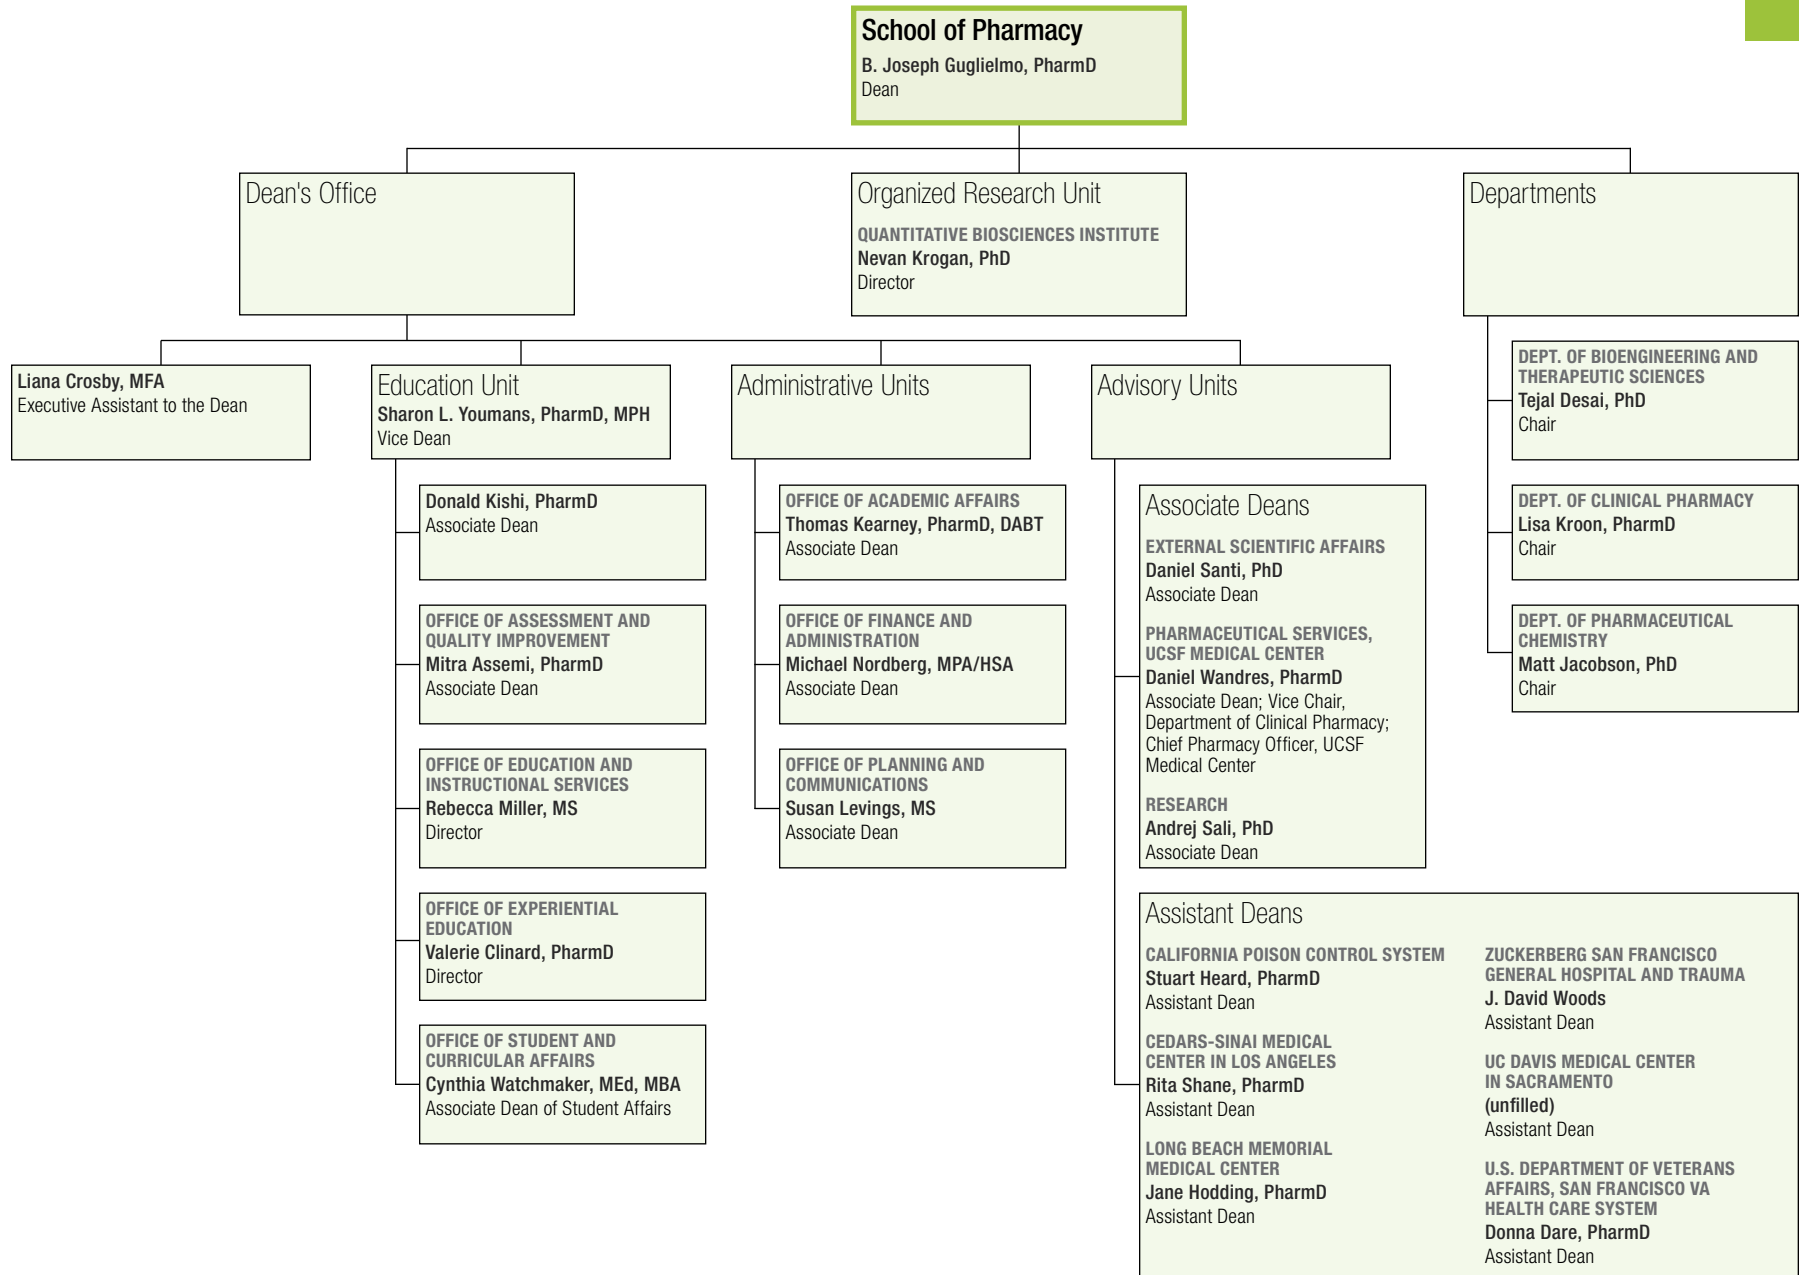 School of Pharmacy
B. Joseph Guglielmo, PharmD
Dean
Dean's Office
Organized Research Unit
QUANTITATIVE BIOSCIENCES INSTITUTE
Nevan Krogan, PhD
Director
Departments
Liana Crosby, MFA
Executive Assistant to the Dean
Education Unit
Sharon L. Youmans, PharmD, MPH
Vice Dean
Donald Kishi, PharmD
Associate Dean
OFFICE OF ASSESSMENT AND
QUALITY IMPROVEMENT
Mitra Assemi, PharmD
Associate Dean
OFFICE OF EDUCATION AND
INSTRUCTIONAL SERVICES
Rebecca Miller, MS
Director
OFFICE OF EXPERIENTIAL
EDUCATION
Valerie Clinard, PharmD
Director
OFFICE OF STUDENT AND
CURRICULAR AFFAIRS
Cynthia Watchmaker, MEd, MBA
Associate Dean of Student Affairs
Administrative Units
OFFICE OF ACADEMIC AFFAIRS
Thomas Kearney, PharmD, DABT
Associate Dean
OFFICE OF FINANCE AND
ADMINISTRATION
Michael Nordberg, MPA/HSA
Associate Dean
OFFICE OF PLANNING AND
COMMUNICATIONS
Susan Levings, MS
Associate Dean
Advisory Units
Associate Deans
EXTERNAL SCIENTIFIC AFFAIRS
Daniel Santi, PhD
Associate Dean
PHARMACEUTICAL SERVICES,
UCSF MEDICAL CENTER
Daniel Wandres, PharmD
Associate Dean; Vice Chair,
Department of Clinical Pharmacy;
Chief Pharmacy Officer, UCSF
Medical Center
RESEARCH
Andrej Sali, PhD
Associate Dean
Assistant Deans
CALIFORNIA POISON CONTROL SYSTEM
Stuart Heard, PharmD
Assistant Dean
CEDARS-SINAI MEDICAL
CENTER IN LOS ANGELES
Rita Shane, PharmD
Assistant Dean
LONG BEACH MEMORIAL
MEDICAL CENTER
Jane Hodding, PharmD
Assistant Dean
ZUCKERBERG SAN FRANCISCO
GENERAL HOSPITAL AND TRAUMA
J. David Woods
Assistant Dean
UC DAVIS MEDICAL CENTER
IN SACRAMENTO
(unfilled)
Assistant Dean
U.S. DEPARTMENT OF VETERANS
AFFAIRS, SAN FRANCISCO VA
HEALTH CARE SYSTEM
Donna Dare, PharmD
Assistant Dean
DEPT. OF BIOENGINEERING AND
THERAPEUTIC SCIENCES
Tejal Desai, PhD
Chair
DEPT. OF CLINICAL PHARMACY
Lisa Kroon, PharmD
Chair
DEPT. OF PHARMACEUTICAL
CHEMISTRY
Matt Jacobson, PhD
Chair